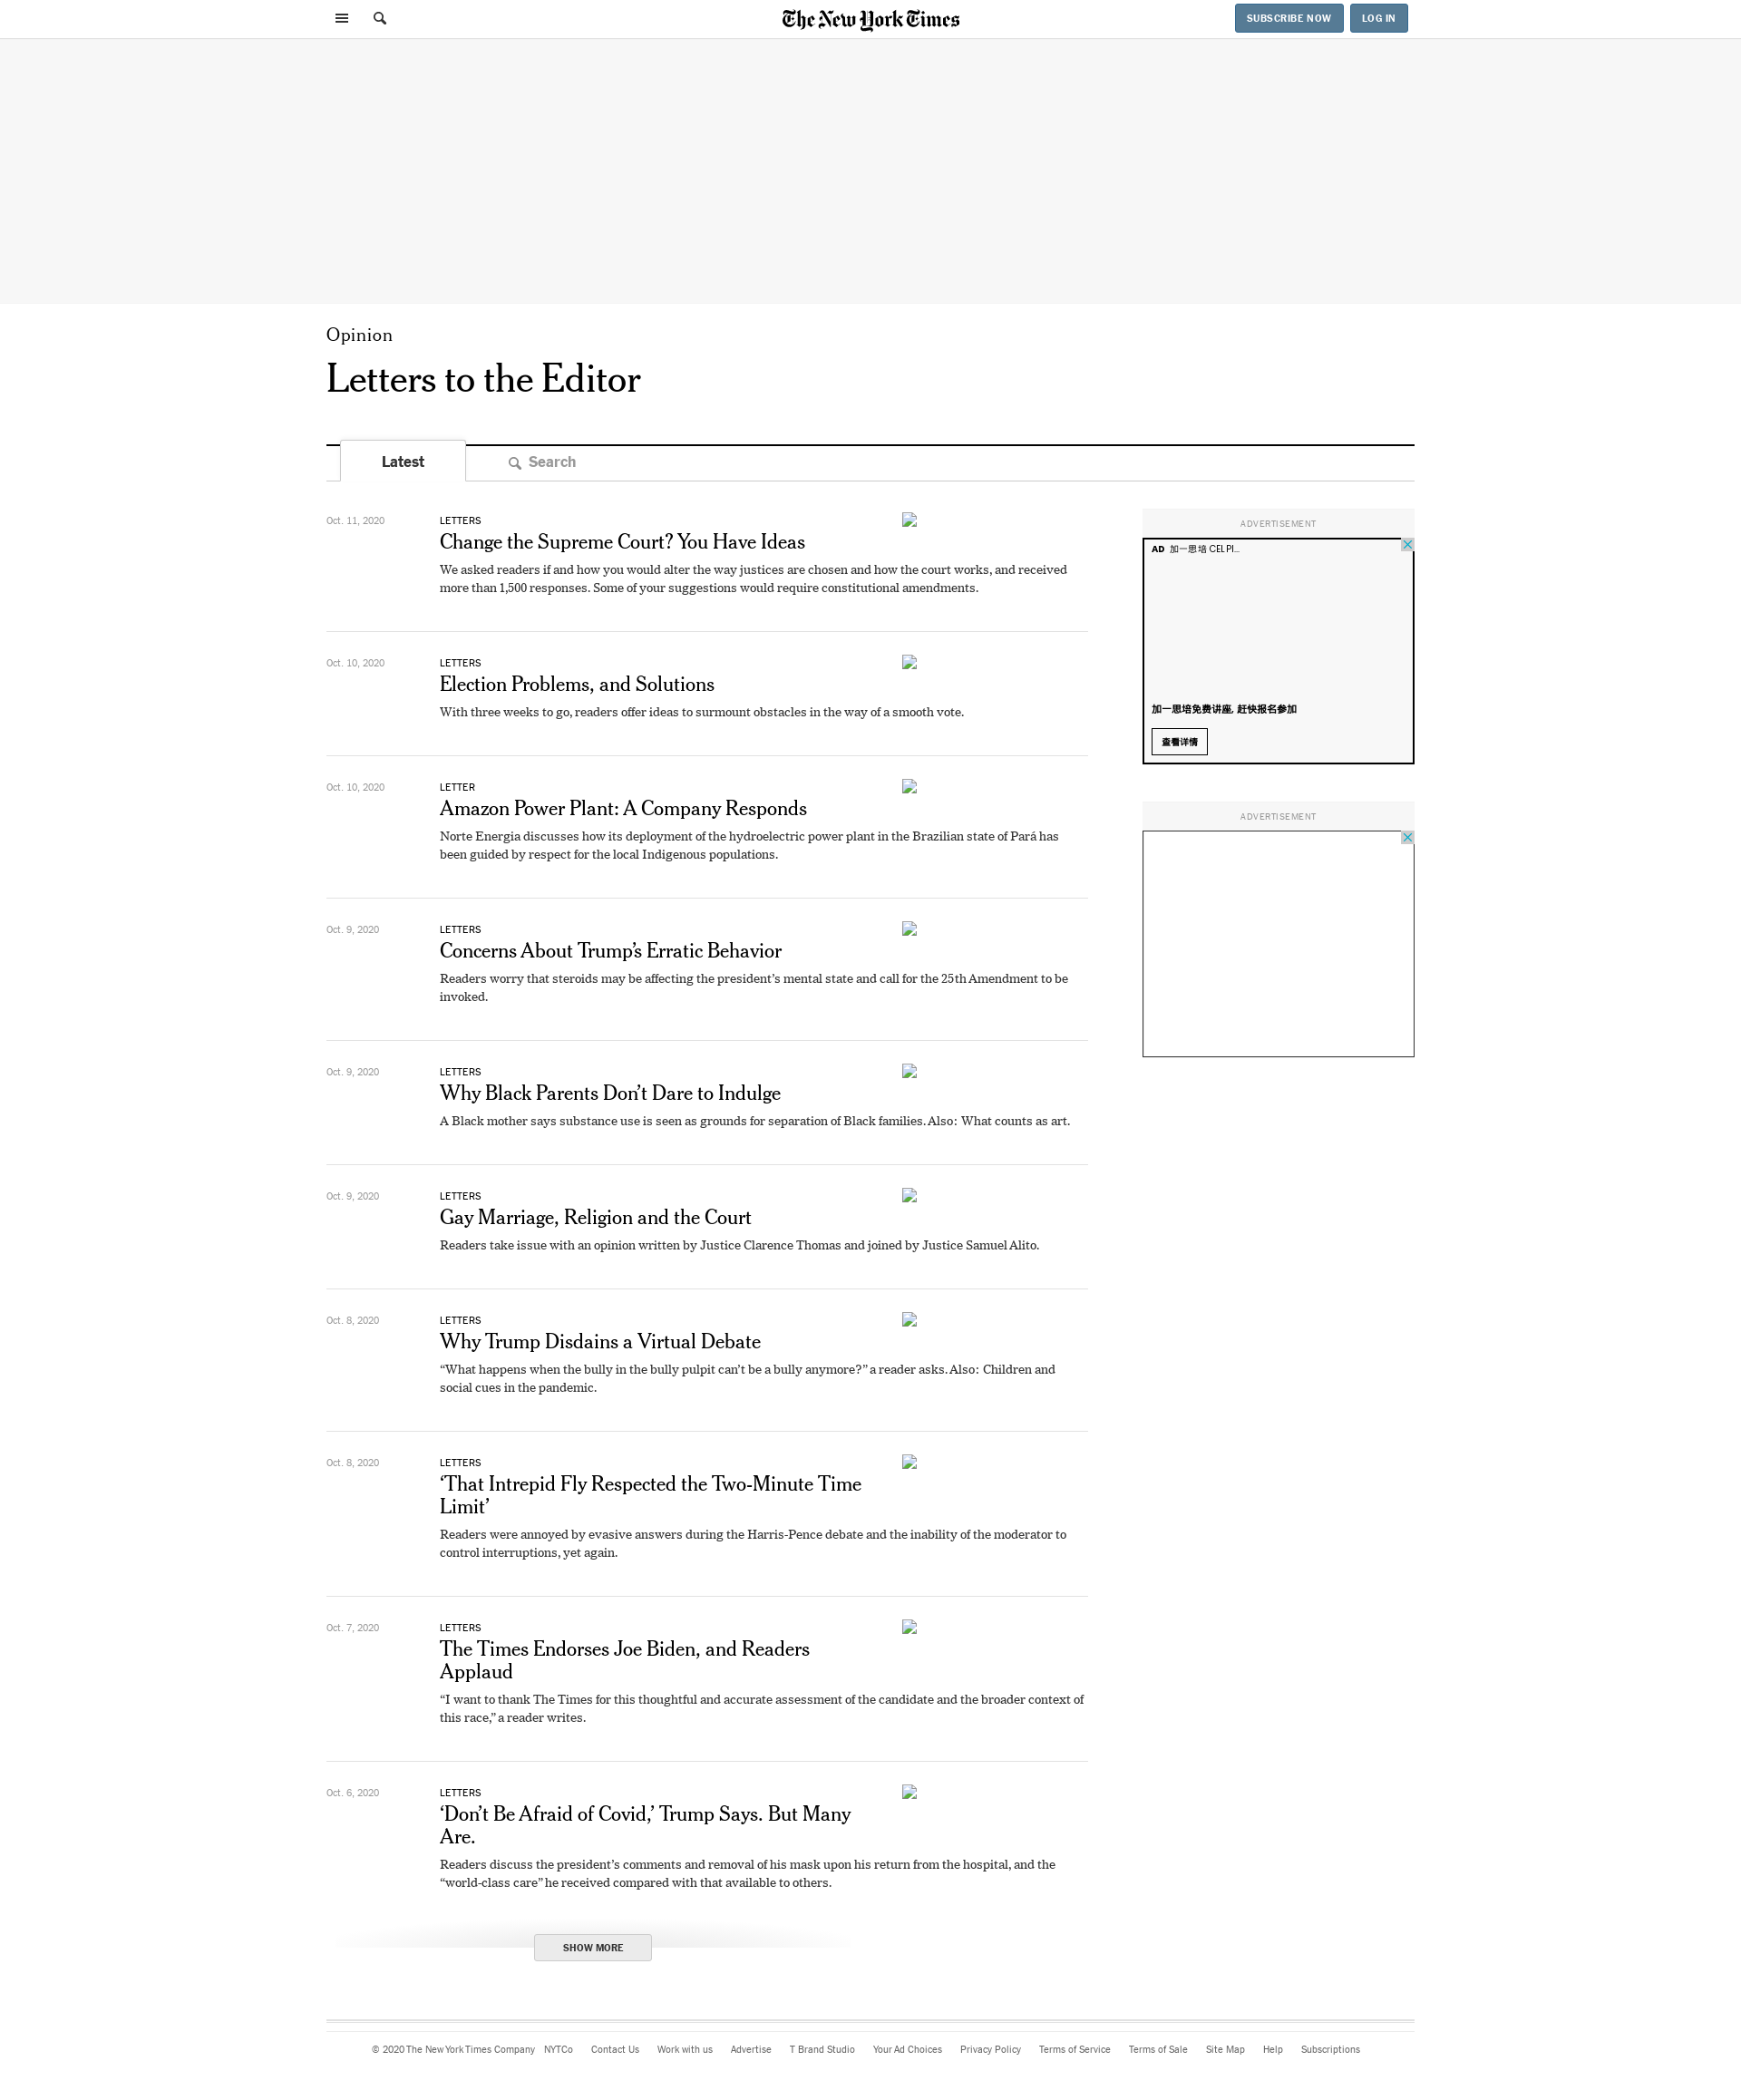 The New York Times
SUBSCRIBE NOW
LOG IN
Opinion
Letters to the Editor
Latest
Search
Oct. 11, 2020
LETTERS
Change the Supreme Court? You Have Ideas
We asked readers if and how you would alter the way justices are chosen and how the court works, and received
more than 1,500 responses. Some of your suggestions would require constitutional amendments.
Oct. 10, 2020
LETTERS
Election Problems, and Solutions
With three weeks to go, readers offer ideas to surmount obstacles in the way of a smooth vote.
Oct. 10, 2020
LETTER
Amazon Power Plant: A Company Responds
Norte Energia discusses how its deployment of the hydroelectric power plant in the Brazilian state of Pará has
been guided by respect for the local Indigenous populations.
Oct. 9, 2020
LETTERS
Concerns About Trump’s Erratic Behavior
Readers worry that steroids may be affecting the president’s mental state and call for the 25th Amendment to be
invoked.
Oct. 9, 2020
LETTERS
Why Black Parents Don’t Dare to Indulge
A Black mother says substance use is seen as grounds for separation of Black families. Also: What counts as art.
Oct. 9, 2020
LETTERS
Gay Marriage, Religion and the Court
Readers take issue with an opinion written by Justice Clarence Thomas and joined by Justice Samuel Alito.
Oct. 8, 2020
LETTERS
Why Trump Disdains a Virtual Debate
“What happens when the bully in the bully pulpit can’t be a bully anymore?” a reader asks. Also: Children and
social cues in the pandemic.
Oct. 8, 2020
LETTERS
‘That Intrepid Fly Respected the Two-Minute Time
Limit’
Readers were annoyed by evasive answers during the Harris-Pence debate and the inability of the moderator to
control interruptions, yet again.
Oct. 7, 2020
LETTERS
The Times Endorses Joe Biden, and Readers
Applaud
“I want to thank The Times for this thoughtful and accurate assessment of the candidate and the broader context of
this race,” a reader writes.
Oct. 6, 2020
LETTERS
‘Don’t Be Afraid of Covid,’ Trump Says. But Many
Are.
Readers discuss the president’s comments and removal of his mask upon his return from the hospital, and the
“world-class care” he received compared with that available to others.
SHOW MORE
ADVERTISEMENT
AD 加一思培 CELPI...
加一思培免费讲座, 赶快报名参加
查看详情
ADVERTISEMENT
© 2020 The New York Times Company NYTCo Contact Us Work with us Advertise T Brand Studio Your Ad Choices Privacy Policy Terms of Service Terms of Sale Site Map Help Subscriptions